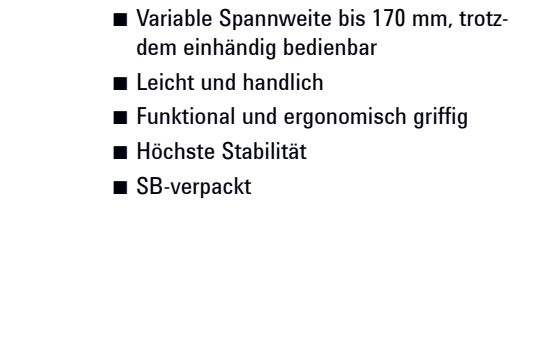 ■ Variable Spannweite bis 170 mm, trotz-
dem einhändig bedienbar
■ Leicht und handlich
■ Funktional und ergonomisch griffig
■ Höchste Stabilität
■ SB-verpackt